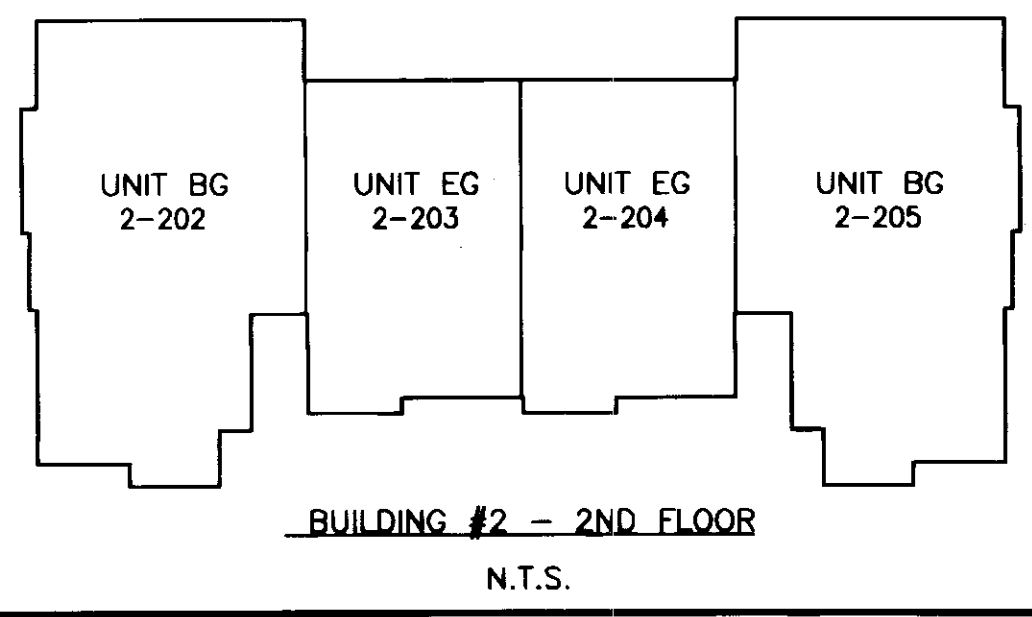 UNIT BG
2-202
UNIT EG
2-203
UNIT EG
2-204
UNIT BG
2-205
BUILDING #2 - 2ND FLOOR
N.T.S.